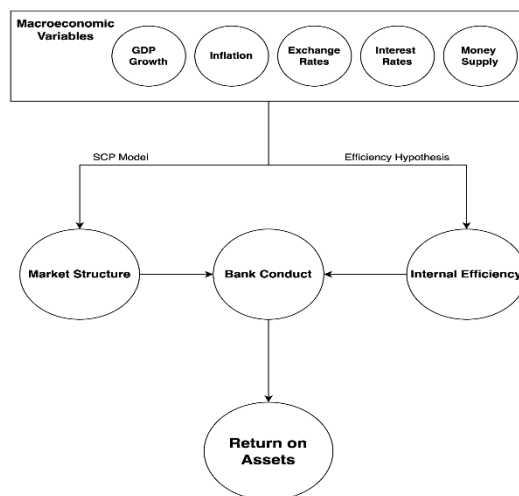 Macroeconomic
Variables
GDP
Growth
Inflation
Exchange
Rates
Interest
Rates
Money
Supply
SCP Model
Efficiency Hypothesis
Market Structure
Bank Conduct
Internal Efficiency
Return on
Assets